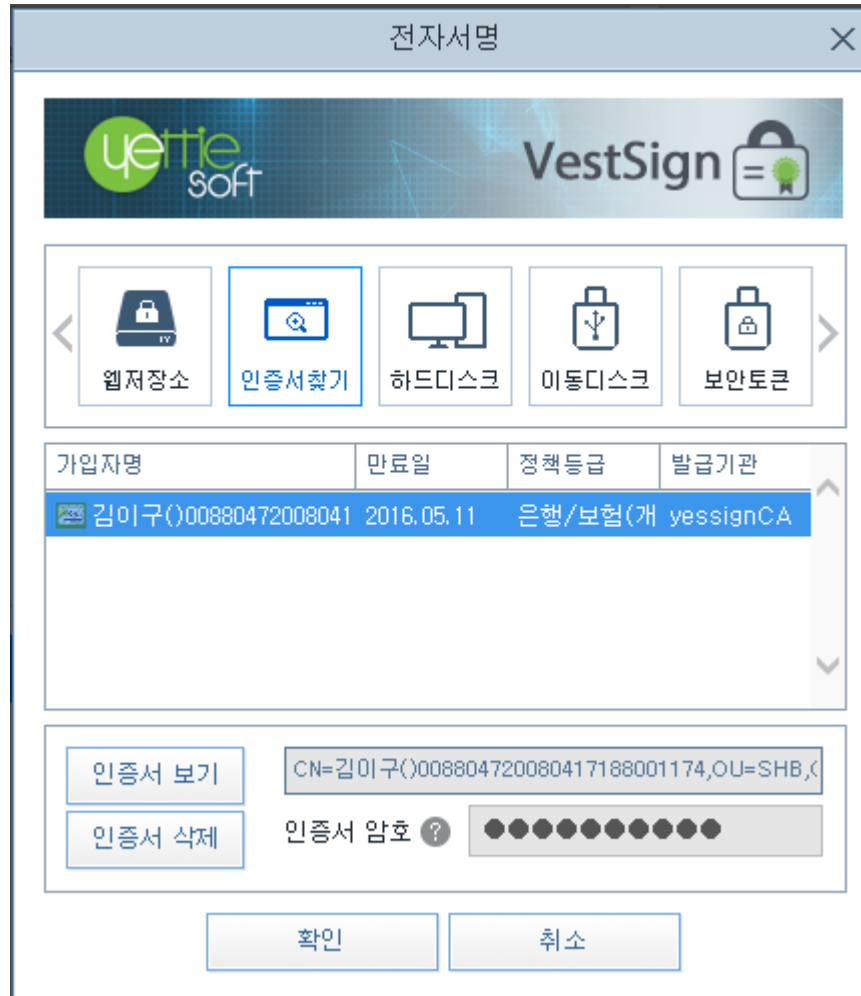 전자서명
yettie soft
VestSign
웹저장소 인증서찾기 하드디스크 이동디스크 보안토큰
가입자명 만료일 정책등급 발급기관
김이구()00880472008041 2016.05.11 은행/보험(개 yessignCA
인증서 보기
CN=김이구()008804720080417188001174,OU=SHB,(
인증서 삭제
인증서 암호 ? ●●●●●●●●●●
확인 취소